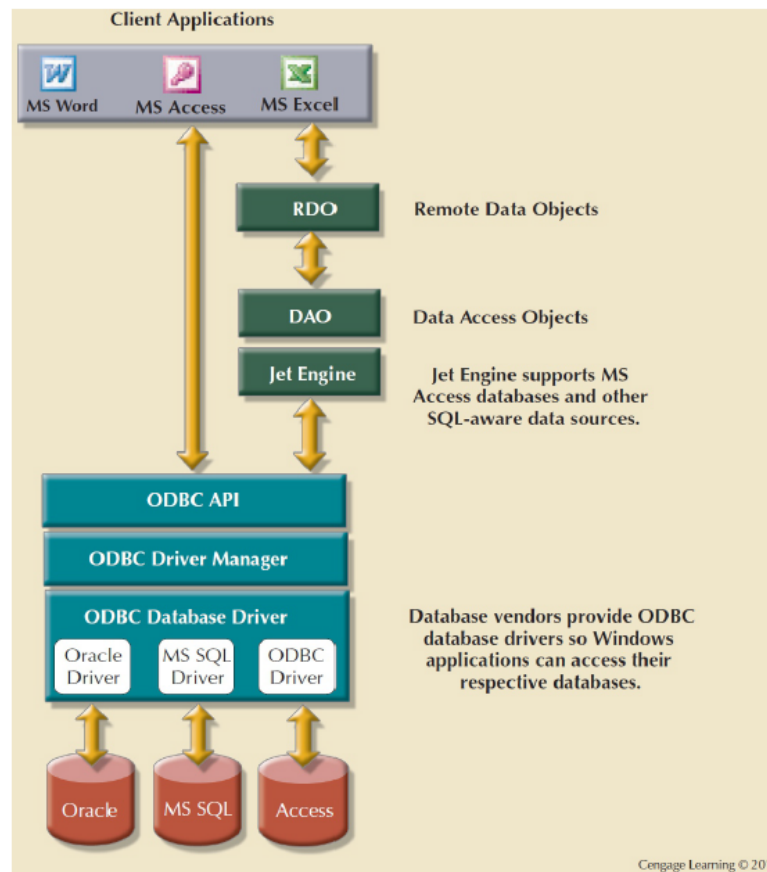 Client Applications
W
MS Word
MS Access
MS Excel
RDO
Remote Data Objects
DAO
Data Access Objects
Jet Engine
Jet Engine supports MS
Access databases and other
SQL-aware data sources.
ODBC API
ODBC Driver Manager
ODBC Database Driver
Oracle
Driver
MS SQL
Driver
ODBC
Driver
Database vendors provide ODBC
database drivers so Windows
applications can access their
respective databases.
Oracle
MS SQL
Access
Cengage Learning © 20